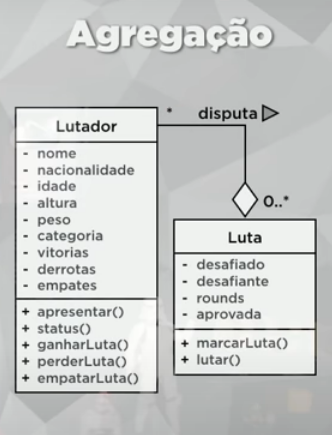 Agregação
* disputa
Lutador
- nome
- nacionalidade
- idade
- altura
- peso
- categoria
- vitorias
- derrotas
- empates
+ apresentar()
+ status()
+ ganharLuta()
+ perderLuta()
+ empatarLuta()
0..*
Luta
- desafiado
- desafiante
- rounds
- aprovada
+ marcarLuta()
+ lutar()